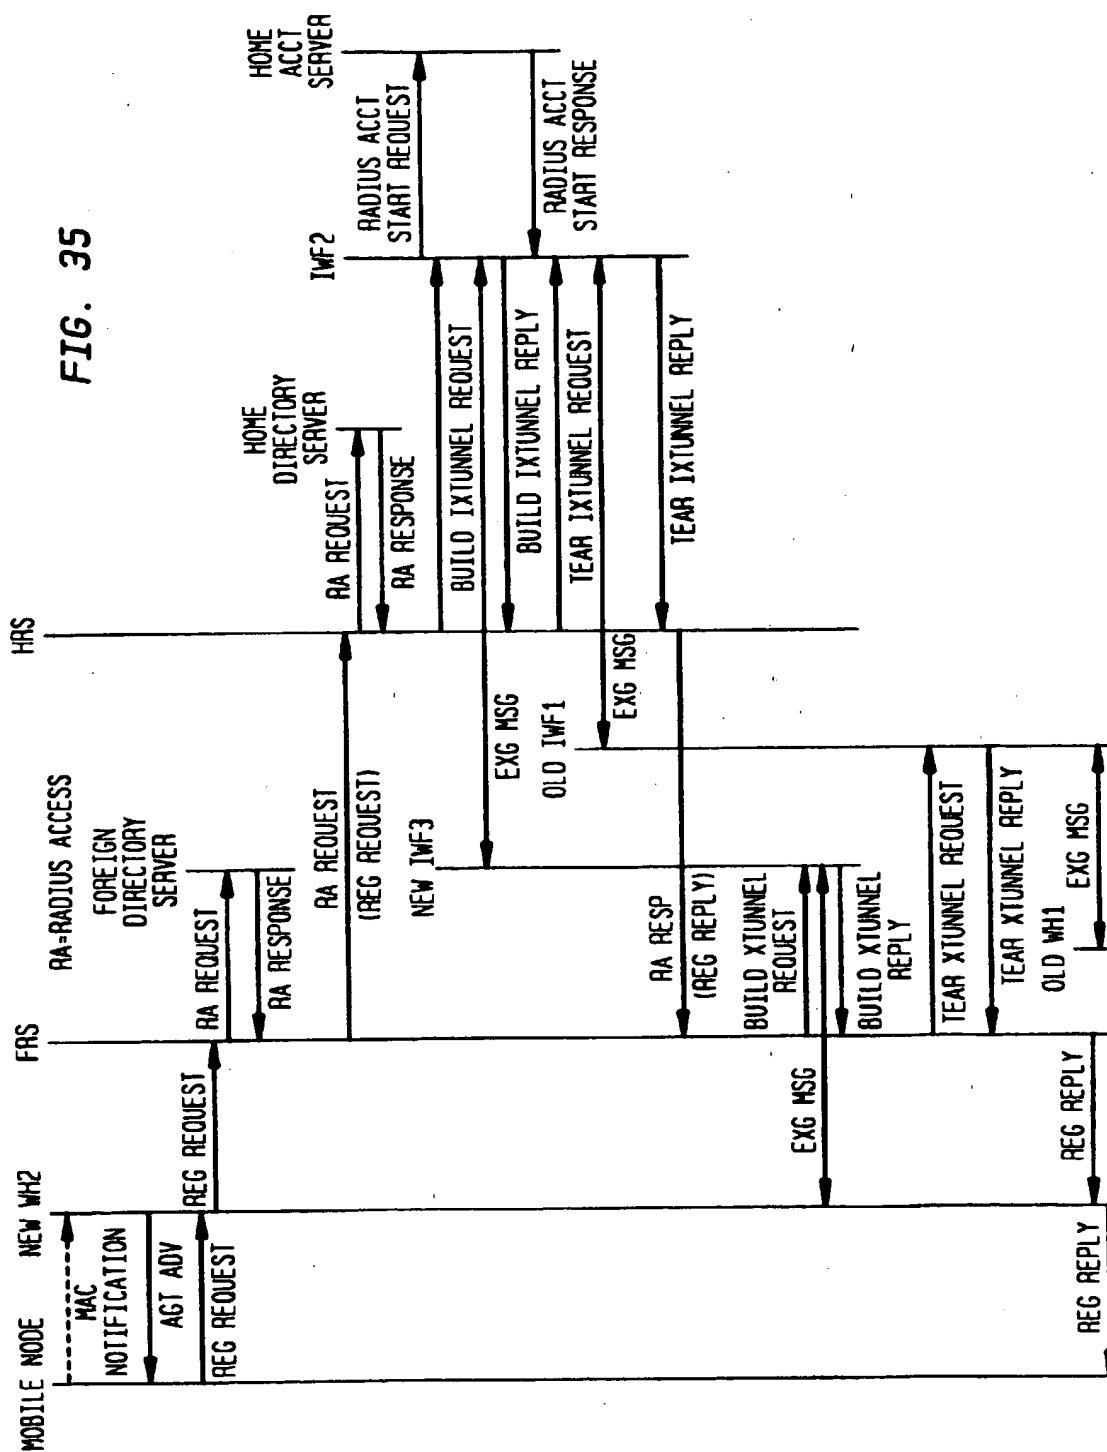 FIG. 35
RA=RADIUS ACCESS
MOBILE NODE
NEW WH2
FRS
FOREIGN
DIRECTORY
SERVER
HRS
HOME
DIRECTORY
SERVER
IWF2
HOME
ACCT
SERVER
MAC
NOTIFICATION
AGT ADV
REG REQUEST
REG REQUEST
RA REQUEST
RA RESPONSE
RA REQUEST
(REG REQUEST)
RA REQUEST
RA RESPONSE
RADIUS ACCT
START REQUEST
BUILD IXTUNNEL REQUEST
NEW IWF3
EXG MSG
BUILD IXTUNNEL REPLY
RADIUS ACCT
START RESPONSE
TEAR IXTUNNEL REQUEST
OLD IWF1
EXG MSG
TEAR IXTUNNEL REPLY
RA RESP
(REG REPLY)
BUILD XTUNNEL
REQUEST
EXG MSG
BUILD XTUNNEL
REPLY
TEAR XTUNNEL REQUEST
TEAR XTUNNEL REPLY
OLD WH1
EXG MSG
REG REPLY
REG REPLY